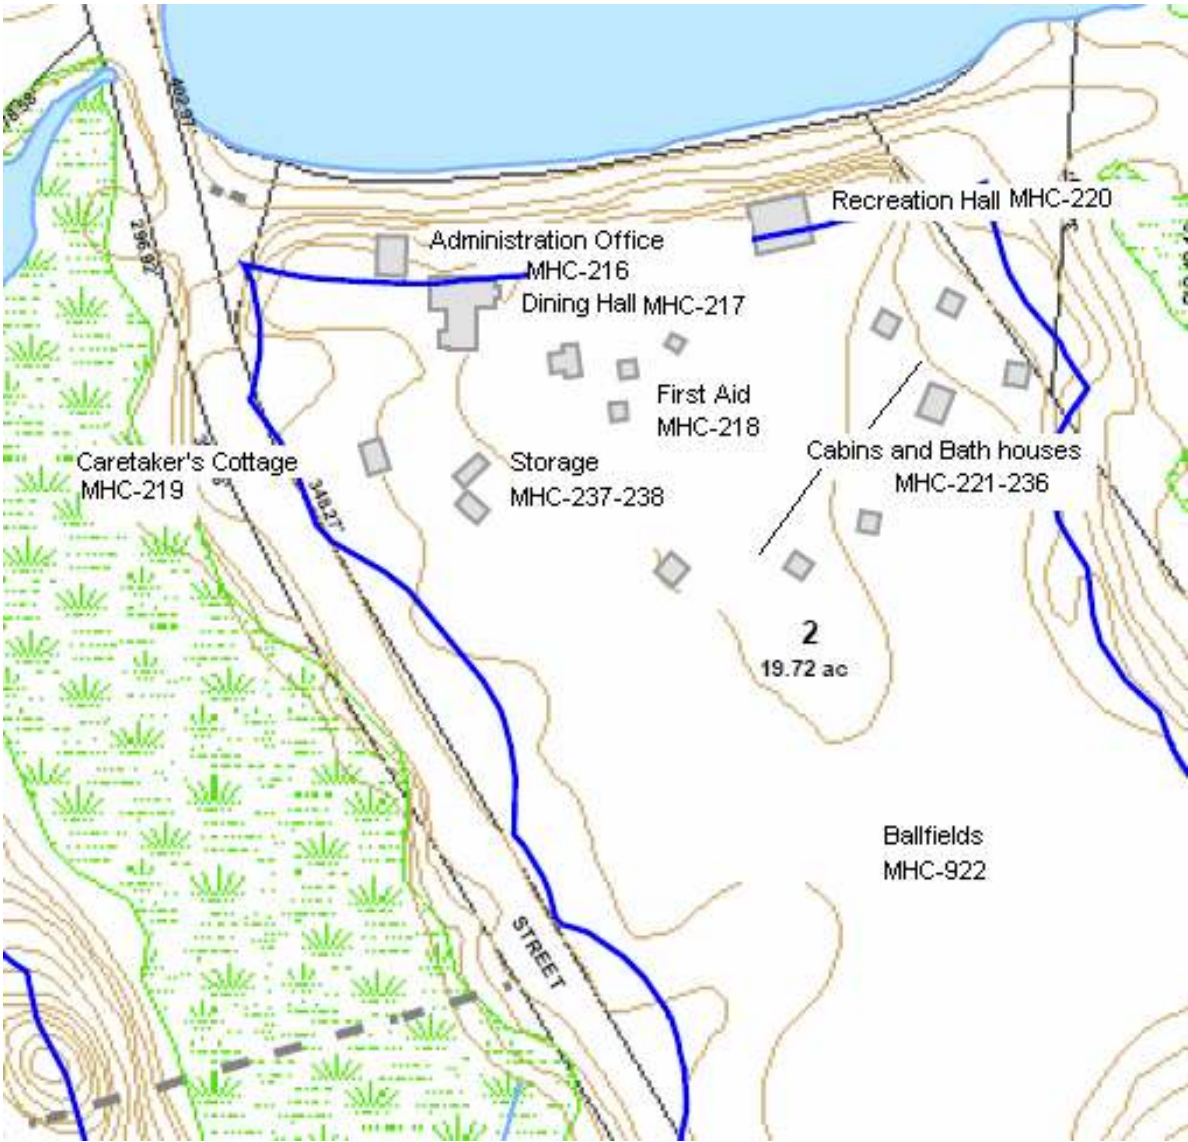 402.97'
296.97'
Recreation Hall MHC-220
Administration Office
MHC-216
Dining Hall MHC-217
First Aid
MHC-218
Caretaker's Cottage
MHC-219
Storage
MHC-237-238
348.27'
Cabins and Bath houses
MHC-221-236
2
19.72 ac
Ballfields
MHC-922
STREET